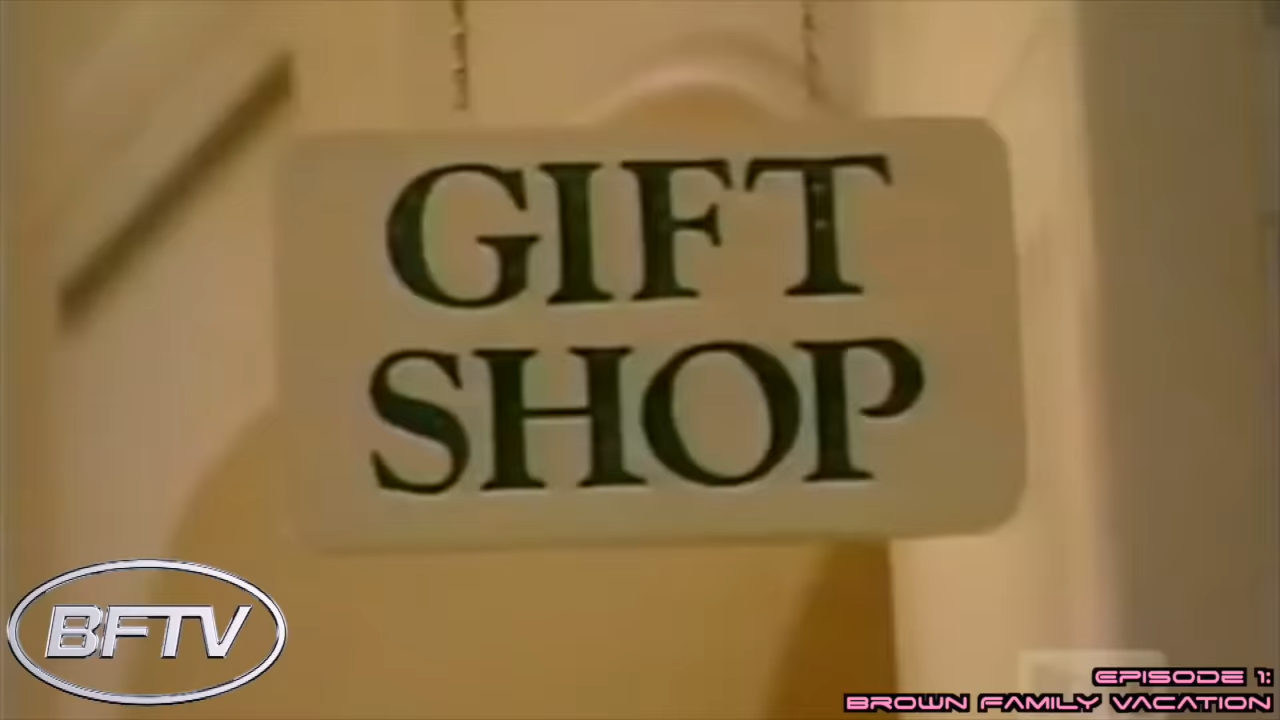 GIFT
SHOP
BFTV
EPISODE 1:
BROWN FAMILY VACATION